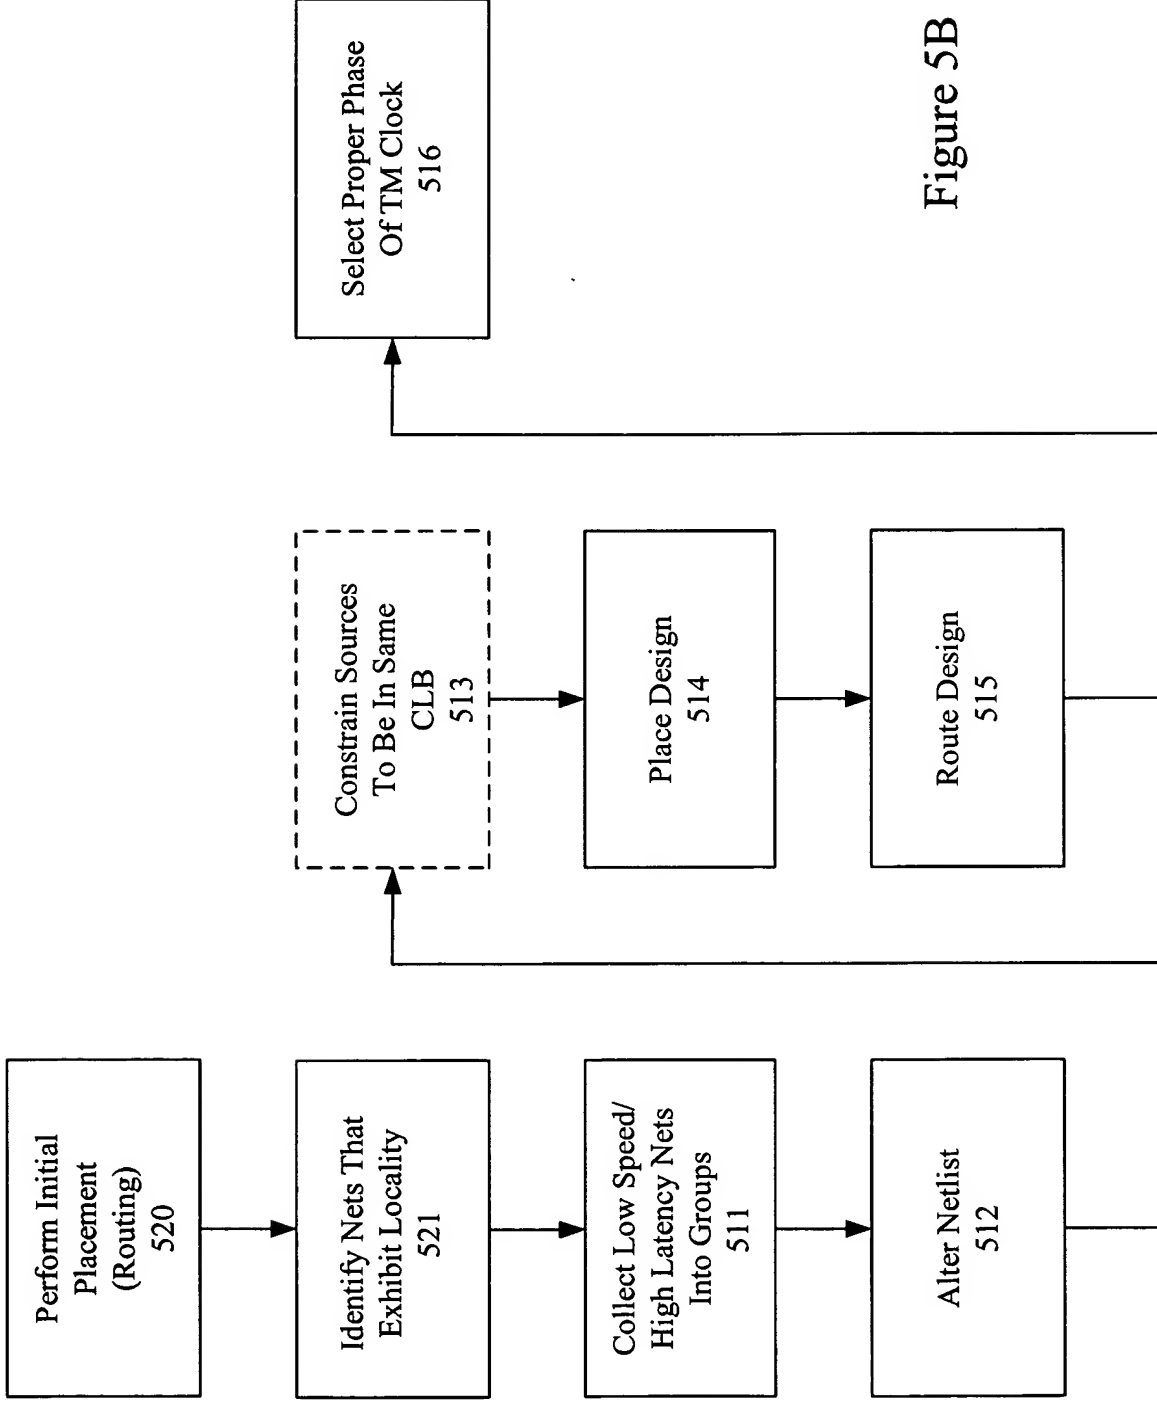 Perform Initial
Placement
(Routing)
520
Identify Nets That
Exhibit Locality
521
Collect Low Speed/
High Latency Nets
Into Groups
511
Alter Netlist
512
Constrain Sources
To Be In Same
CLB
513
Place Design
514
Route Design
515
Select Proper Phase
Of TM Clock
516
Figure 5B